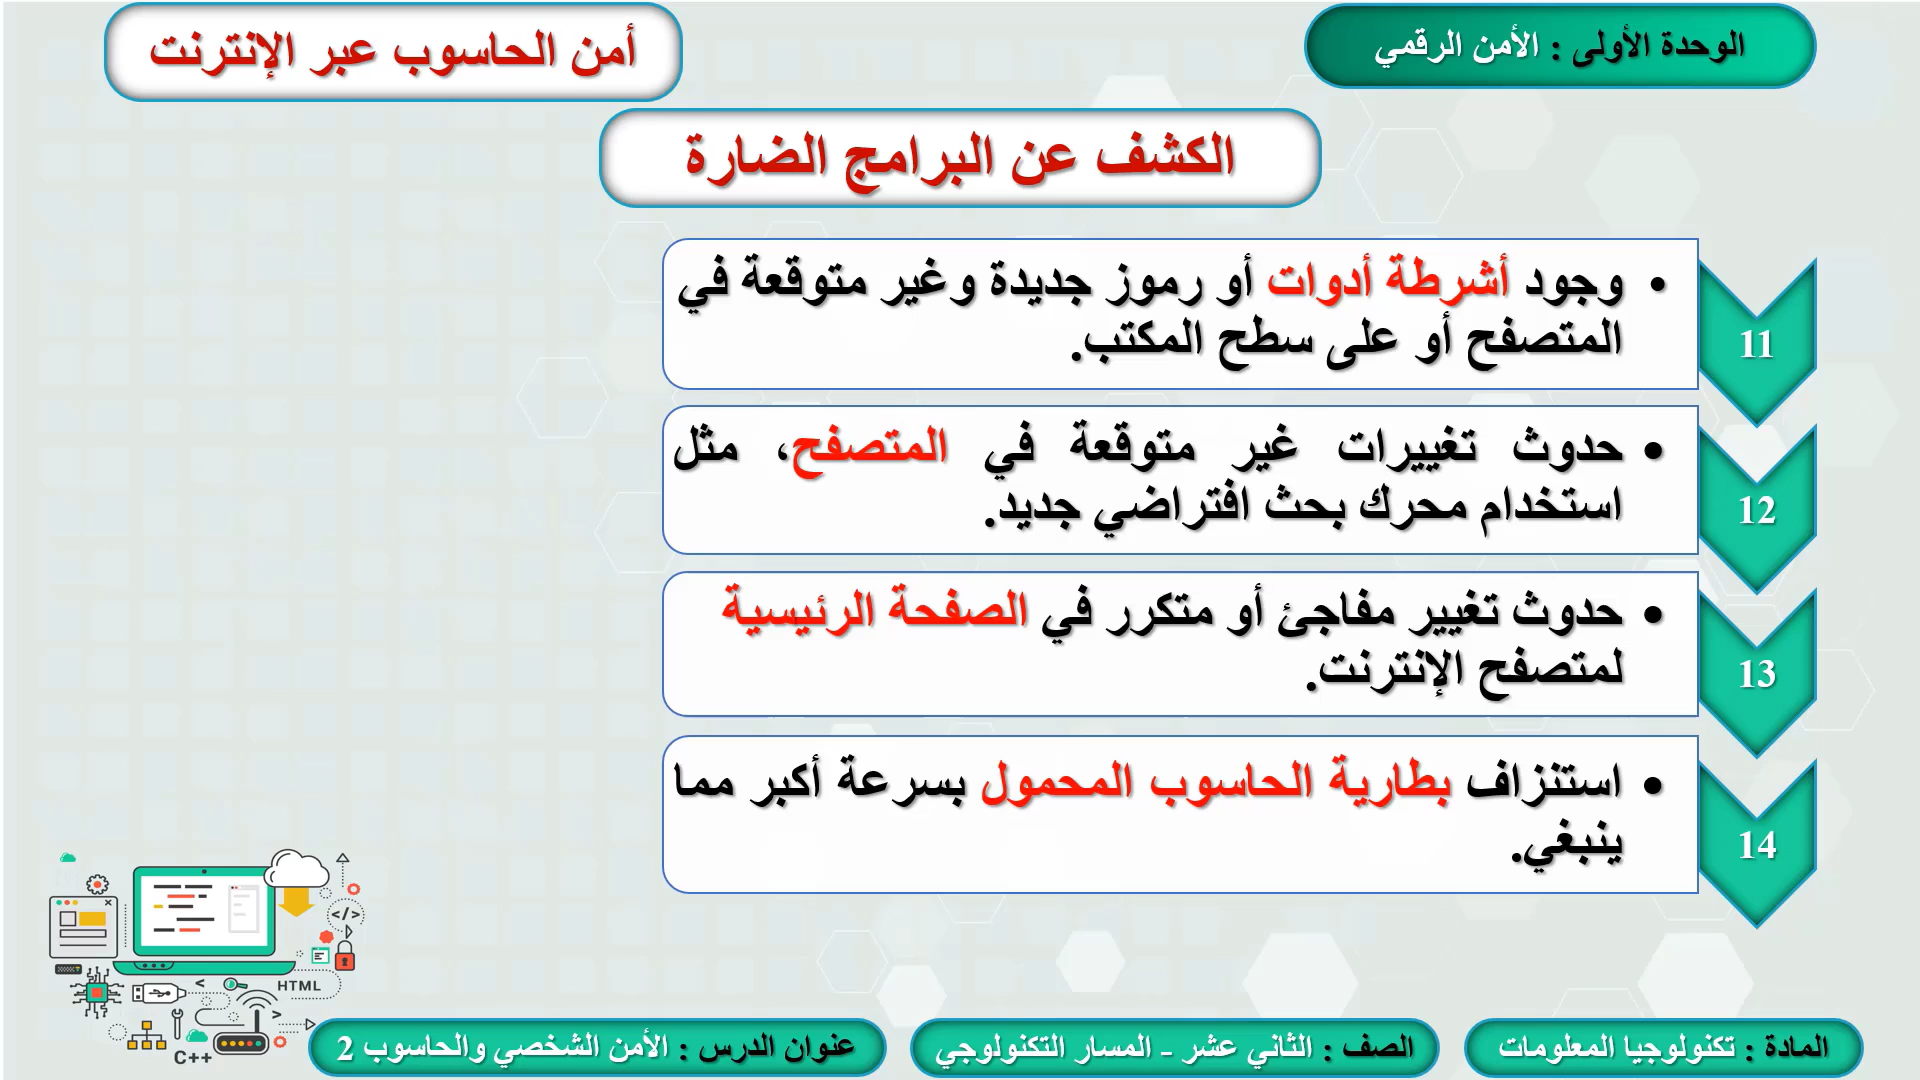 الوحدة الأولى : الأمن الرقمي
أمن الحاسوب عبر الإنترنت
الكشف عن البرامج الضارة
11
• وجود أشرطة أدوات أو رموز جديدة وغير متوقعة في
المتصفح أو على سطح المكتب.
12
• حدوث تغييرات غير متوقعة في المتصفح، مثل
استخدام محرك بحث افتراضي جديد.
13
• حدوث تغيير مفاجئ أو متكرر في الصفحة الرئيسية
لمتصفح الإنترنت.
14
• استنزاف بطارية الحاسوب المحمول بسرعة أكبر مما
ينبغي.
</>
HTML
C++
المادة : تكنولوجيا المعلومات
الصف : الثاني عشر - المسار التكنولوجي
عنوان الدرس : الأمن الشخصي والحاسوب 2